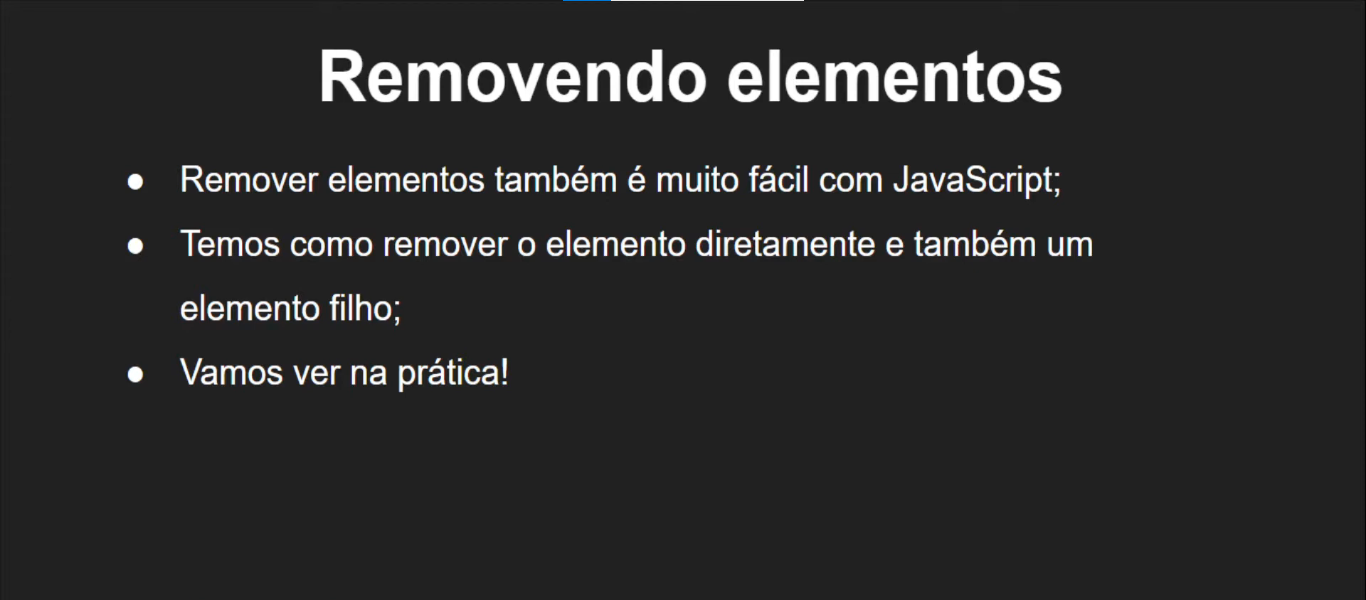 Removendo elementos
● Remover elementos também é muito fácil com JavaScript;
● Temos como remover o elemento diretamente e também um
elemento filho;
● Vamos ver na prática!